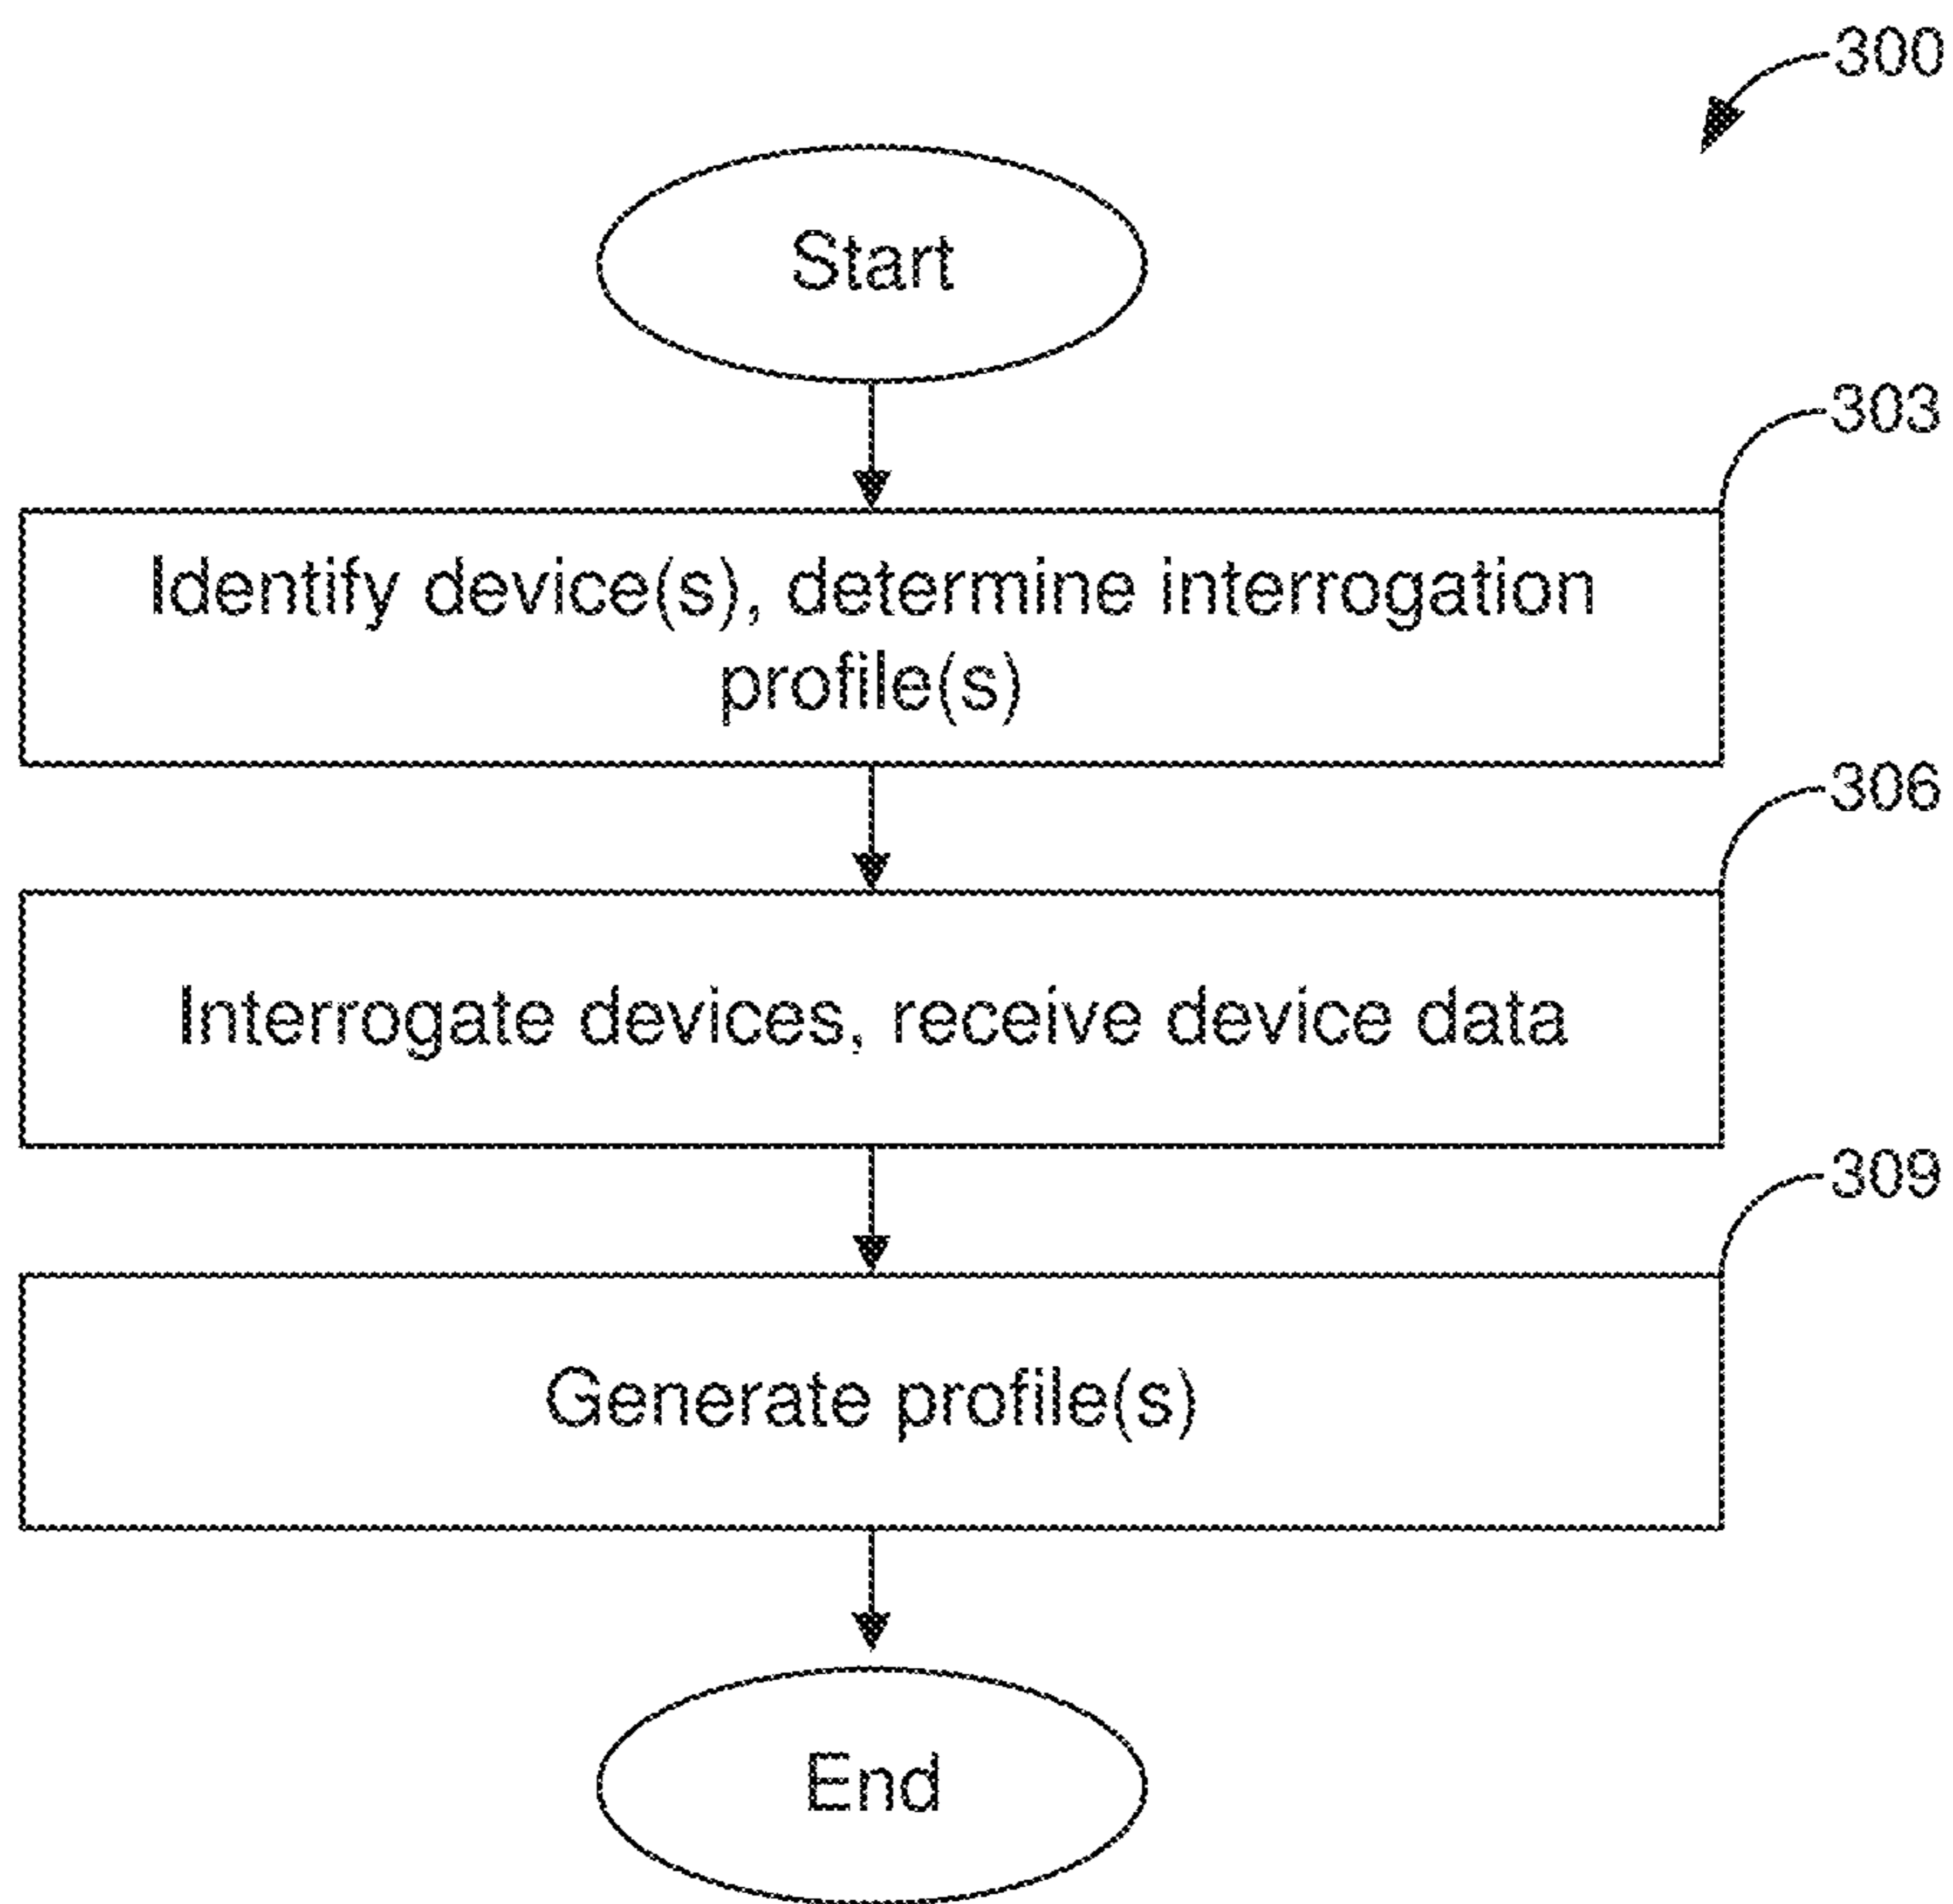 300
Start
303
Identify device(s), determine interrogation
profile(s)
306
Interrogate devices, receive device data
309
Generate profile(s)
End